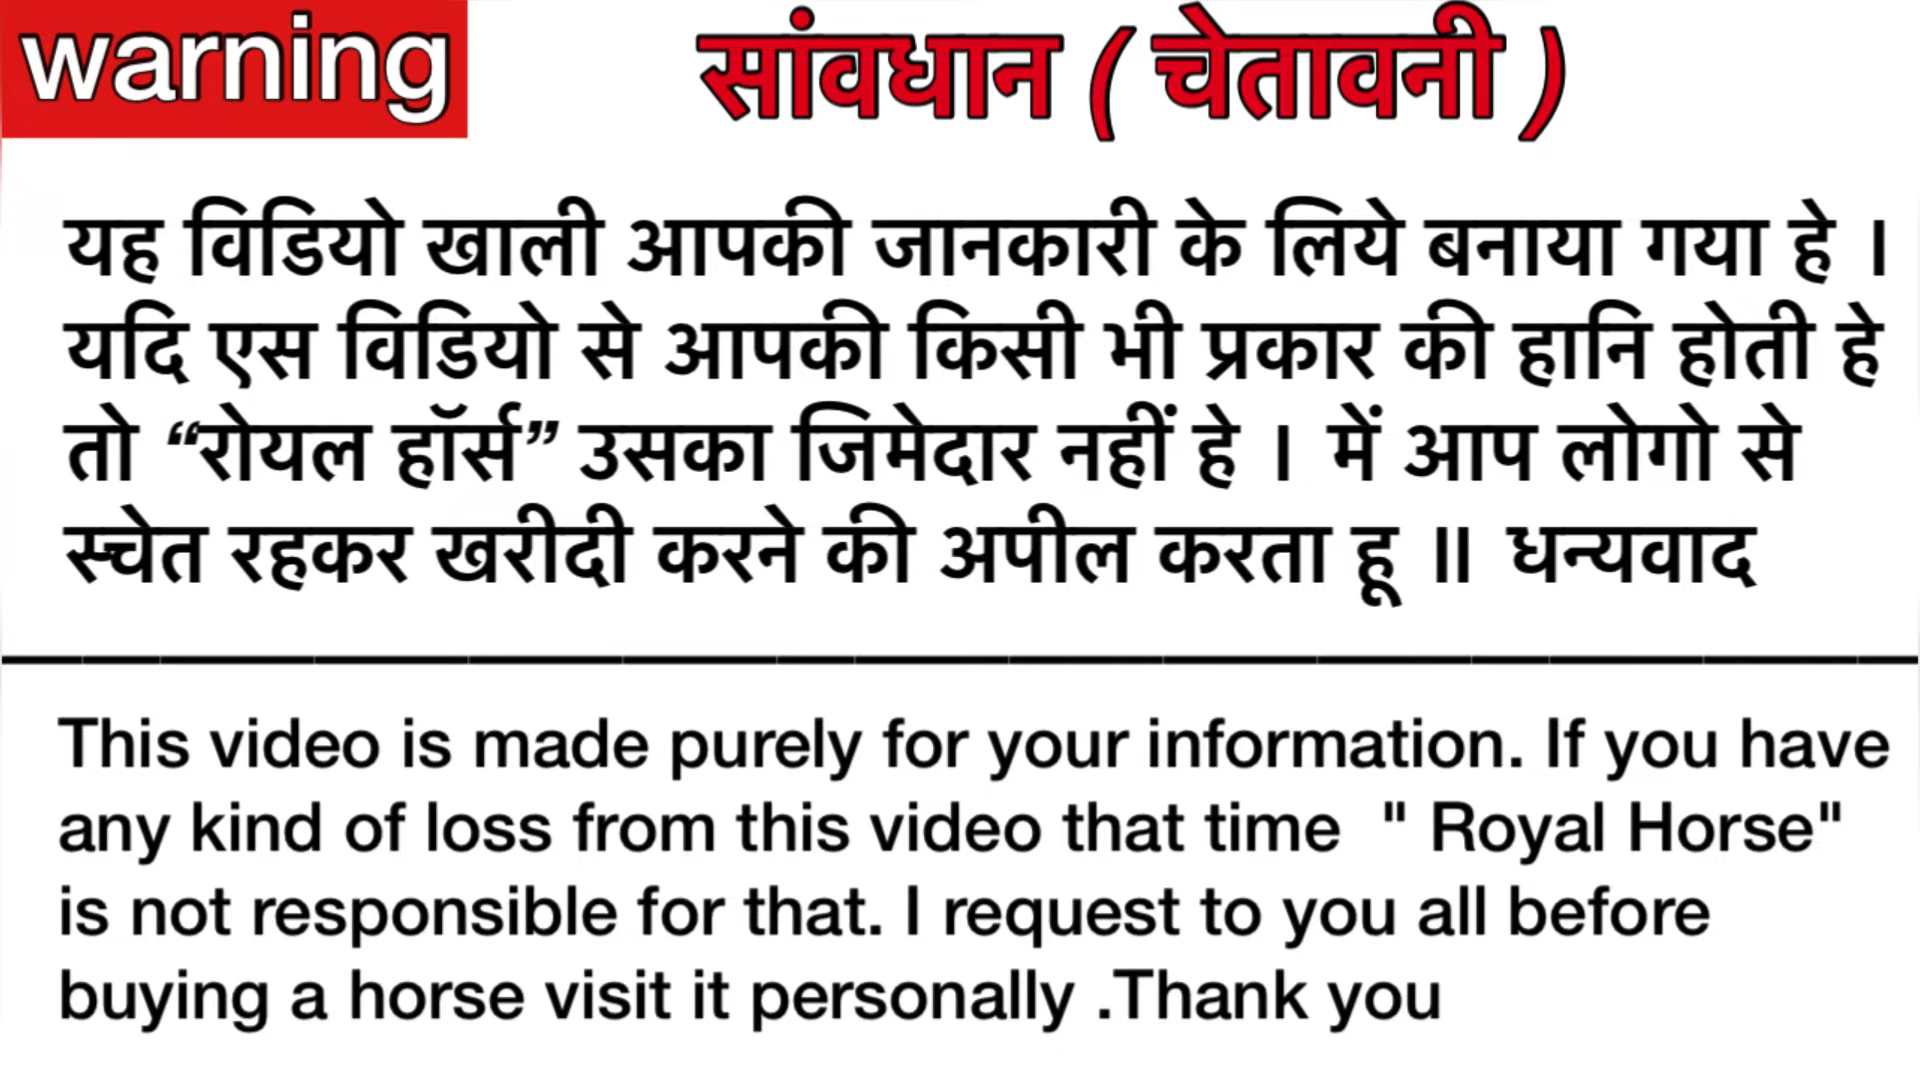 warning
सांवधान ( चेतावनी )
यह विडियो खाली आपकी जानकारी के लिये बनाया गया हे ।
यदि एस विडियो से आपकी किसी भी प्रकार की हानि होती हे
तो “रोयल हॉर्स” उसका जिमेदार नहीं हे । में आप लोगो से
स्चेत रहकर खरीदी करने की अपील करता हू ॥ धन्यवाद
This video is made purely for your information. If you have
any kind of loss from this video that time " Royal Horse"
is not responsible for that. I request to you all before
buying a horse visit it personally .Thank you